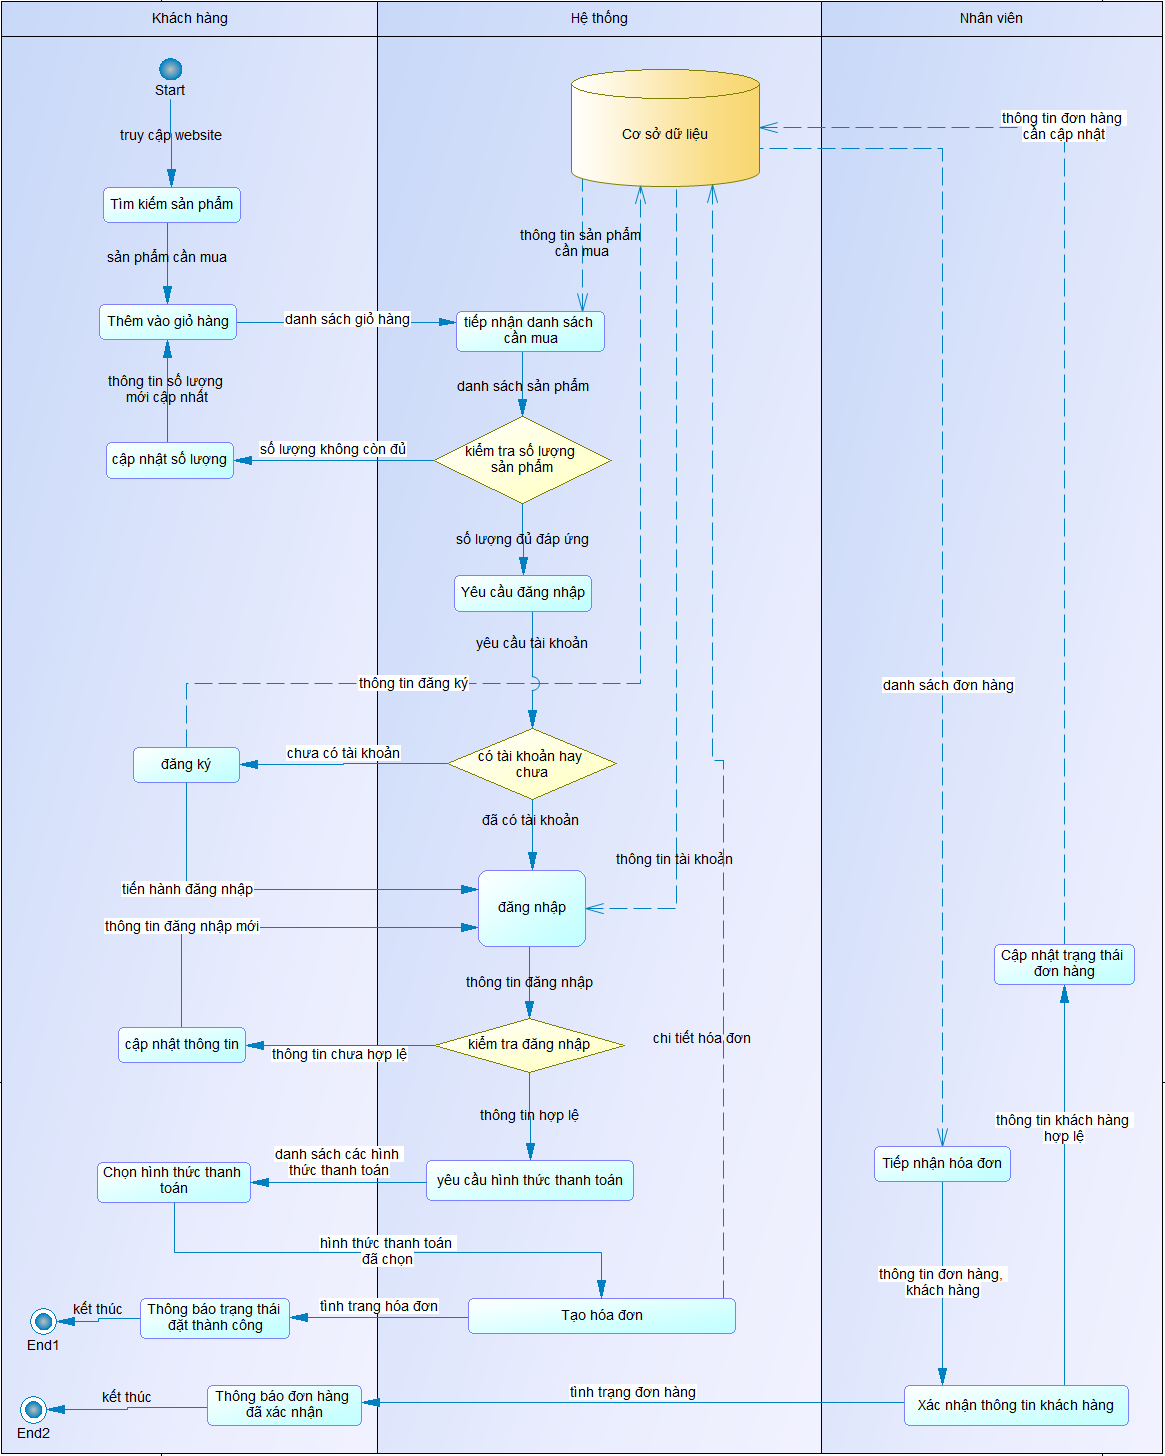 Khách hàng
Hệ thống
Nhân viên
Start
truy cập website
Cơ sở dữ liệu
thông tin đơn hàng
cần cập nhật
Tìm kiếm sản phẩm
thông tin sản phẩm
cần mua
sản phẩm cần mua
Thêm vào giỏ hàng
danh sách giỏ hàng
tiếp nhận danh sách
cần mua
thông tin số lượng
mới cập nhất
danh sách sản phẩm
cập nhật số lượng
số lượng không còn đủ
kiểm tra số lượng
sản phẩm
số lượng đủ đáp ứng
Yêu cầu đăng nhập
yêu cầu tài khoản
thông tin đăng ký
danh sách đơn hàng
đăng ký
chưa có tài khoản
có tài khoản hay
chưa
đã có tài khoản
thông tin tài khoản
tiến hành đăng nhập
đăng nhập
thông tin đăng nhập mới
Cập nhật trạng thái
đơn hàng
thông tin đăng nhập
cập nhật thông tin
thông tin chưa hợp lệ
kiểm tra đăng nhập
chi tiết hóa đơn
thông tin hợp lệ
thông tin khách hàng
hợp lệ
danh sách các hình
thức thanh toán
Chọn hình thức thanh
toán
yêu cầu hình thức thanh toán
Tiếp nhận hóa đơn
hình thức thanh toán
đã chọn
thông tin đơn hàng,
khách hàng
kết thúc
Thông báo trạng thái
đặt thành công
tình trang hóa đơn
Tạo hóa đơn
End1
kết thúc
Thông báo đơn hàng
đã xác nhận
tình trạng đơn hàng
Xác nhận thông tin khách hàng
End2